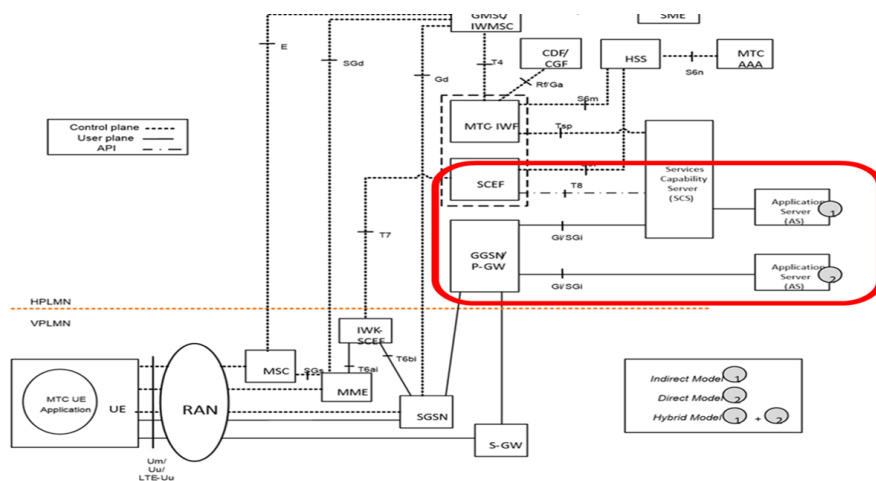 GMSC/
IWMSC
SME
E
SGd
Gd
T4
CDF/
CGF
Rf/Ga
HSS
S6n
MTC
AAA
S6m
MTC-IWF
Tsp
Control plane
User plane
API
SCEF
T8
Services
Capability
Server
(SCS)
Application
Server
(AS)
1
T7
GGSN/
P-GW
Gi/SGi
Gi/SGi
Application
Server
(AS)
2
HPLMN
VPLMN
IWK-
SCEF
MSC
SGs
T6ai
T6bi
MME
MTC UE
Application
UE
RAN
SGSN
S-GW
Um/
Uu/
LTE-Uu
Indirect Model 1
Direct Model 2
Hybrid Model 1 + 2